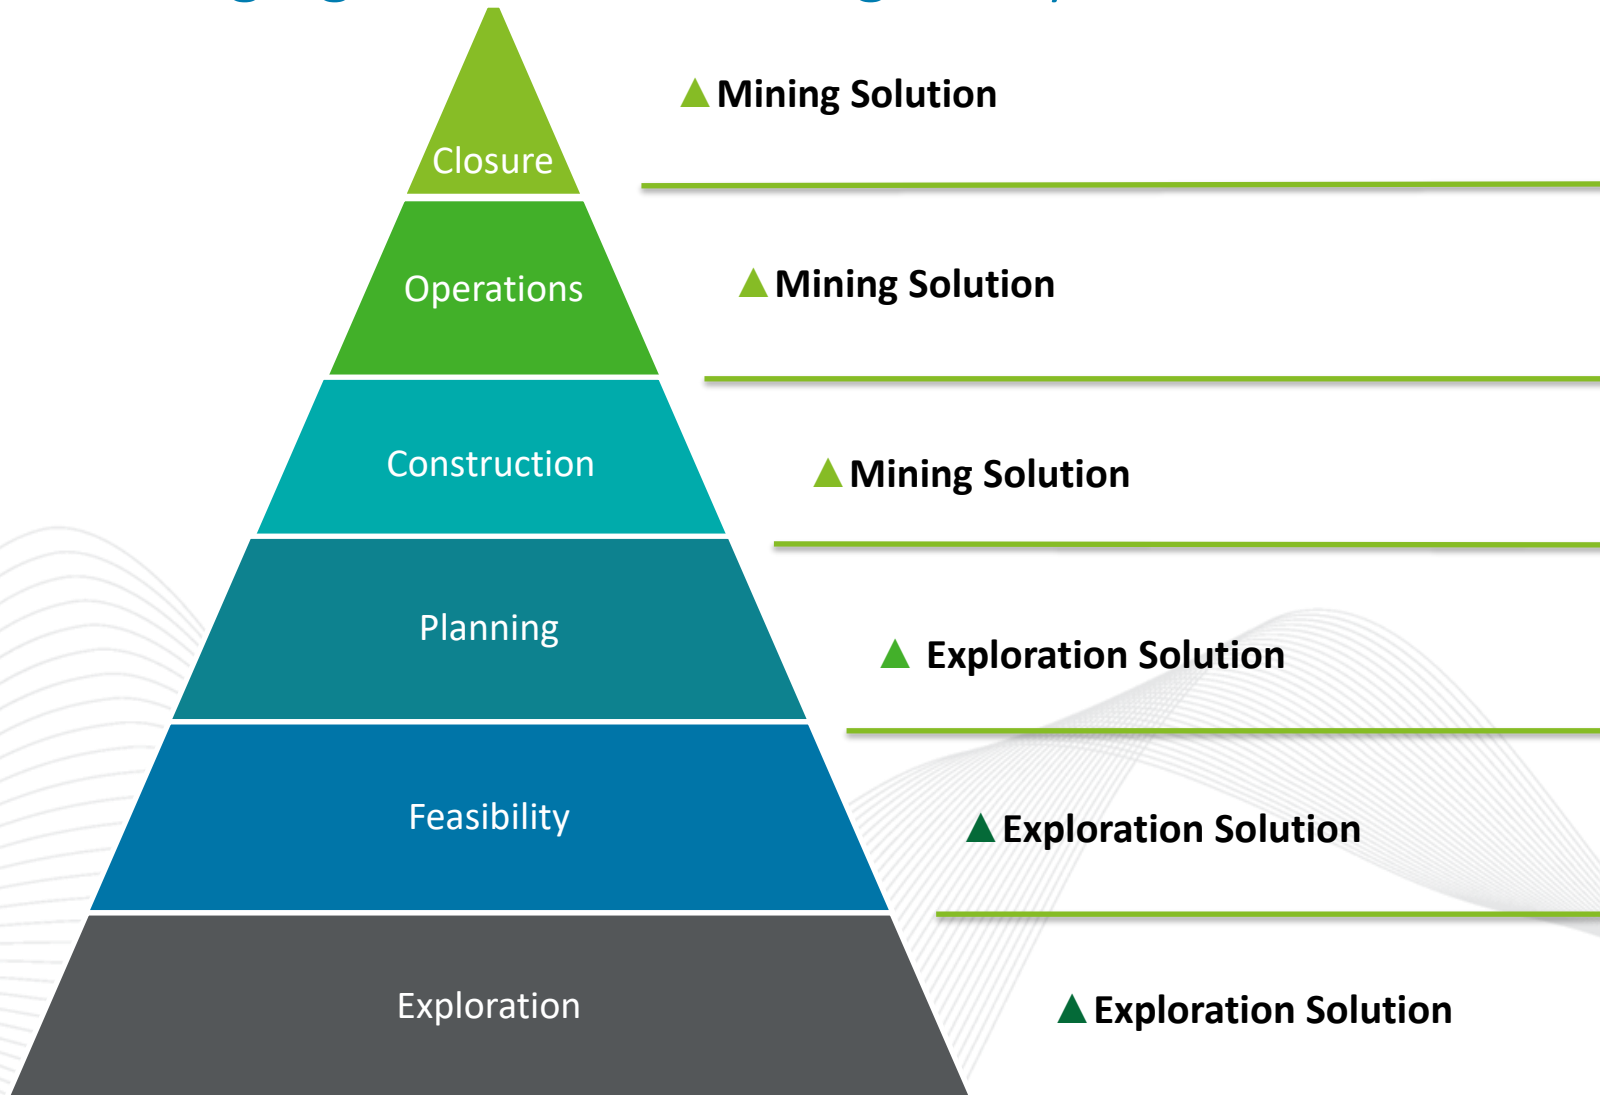 Mining Solution
Closure
Operations
Mining Solution
Construction
Mining Solution
Planning
Exploration Solution
Feasibility
Exploration Solution
Exploration
Exploration Solution